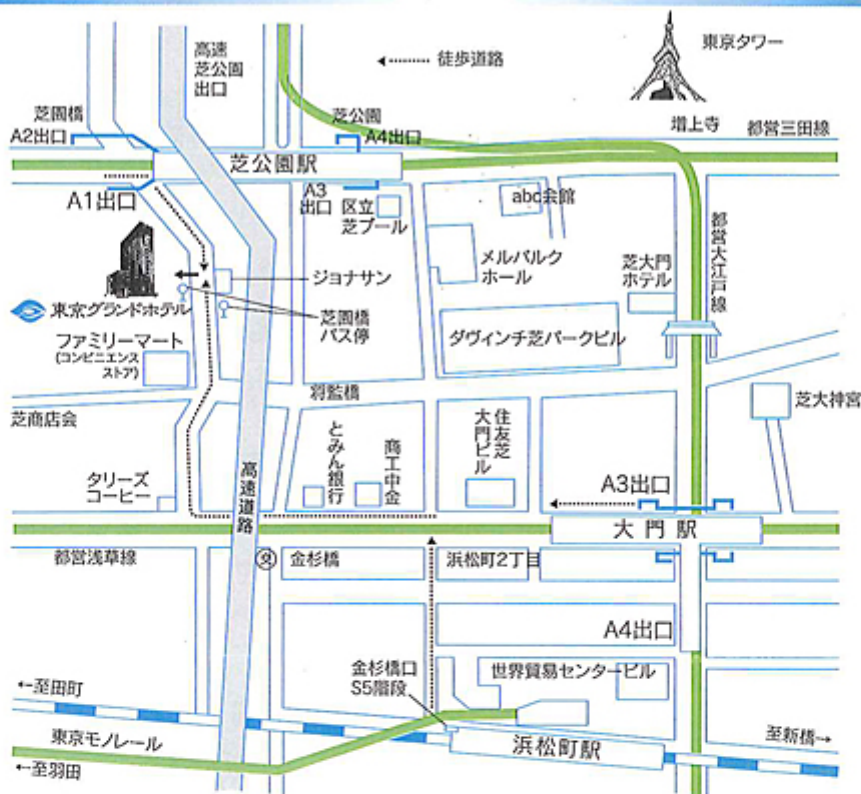 高速
芝公園
出口
徒歩道路
東京タワー
芝園橋
A2出口
芝公園
A4出口
増上寺
都営三田線
芝公園駅
A1出口
A3
出口
区立
芝プール
abc会館
都営大江戸線
メルパルク
ホール
芝大門
ホテル
ジョナサン
東京グランドホテル
芝園橋
バス停
ファミリーマート
(コンビニエンス
ストア)
ダヴィンチ芝パークビル
将監橋
芝商店会
芝大神宮
とみん銀行
商工中金
住友芝
大門ビル
タリーズ
コーヒー
高速道路
A3出口
大門駅
都営浅草線
金杉橋
浜松町2丁目
A4出口
金杉橋口
S5階段
世界貿易センタービル
←至田町
東京モノレール
浜松町駅
至新橋→
←至羽田